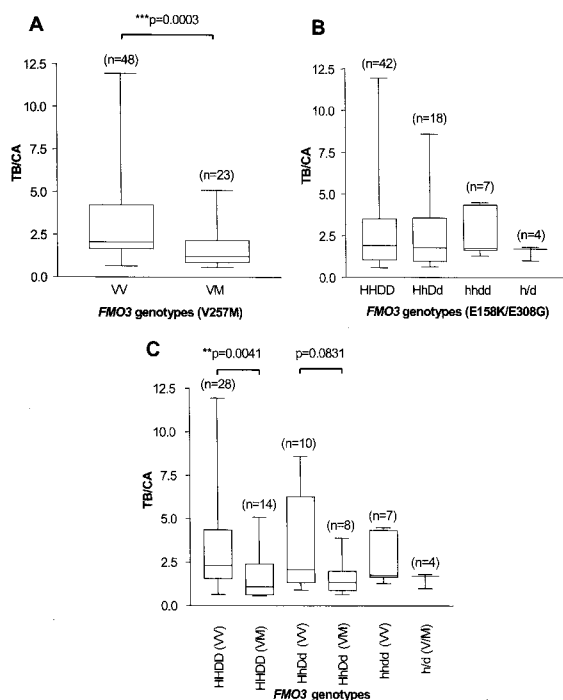 A
***p=0.0003
(n=48)
(n=23)
TB/CA
12.5
10.0
7.5
5.0
2.5
0.0
VV
VM
FMO3 genotypes (V257M)
B
(n=42)
(n=18)
(n=7)
(n=4)
TB/CA
12.5
10.0
7.5
5.0
2.5
0.0
HHDD
HhDd
hhdd
h/d
FMO3 genotypes (E158K/E308G)
C
**p=0.0041
p=0.0831
(n=28)
(n=14)
(n=10)
(n=8)
(n=7)
(n=4)
TB/CA
12.5
10.0
7.5
5.0
2.5
0.0
HHDD (VV)
HHDD (VM)
HhDd (VV)
HhDd (VM)
hhdd (VV)
h/d (V/M)
FMO3 genotypes